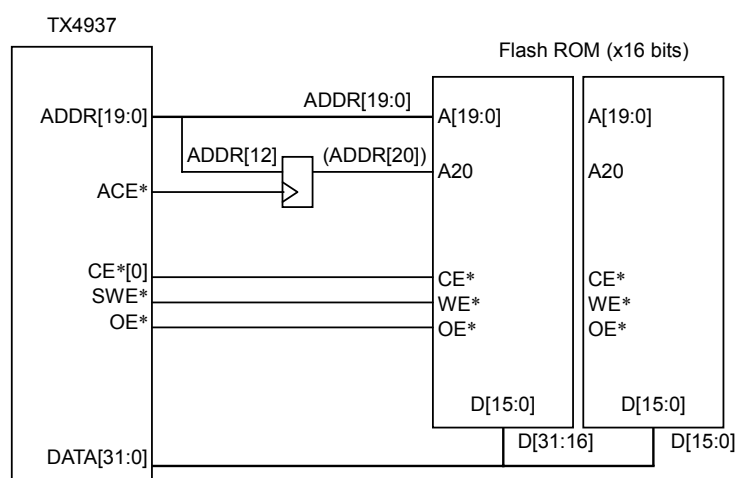 TX4937
Flash ROM (x16 bits)
ADDR[19:0]
ADDR[19:0]
A[19:0]
A[19:0]
ADDR[12]
(ADDR[20])
A20
A20
ACE*
CE*[0]
CE*
CE*
SWE*
WE*
WE*
OE*
OE*
OE*
D[15:0]
D[15:0]
D[31:16]
D[15:0]
DATA[31:0]